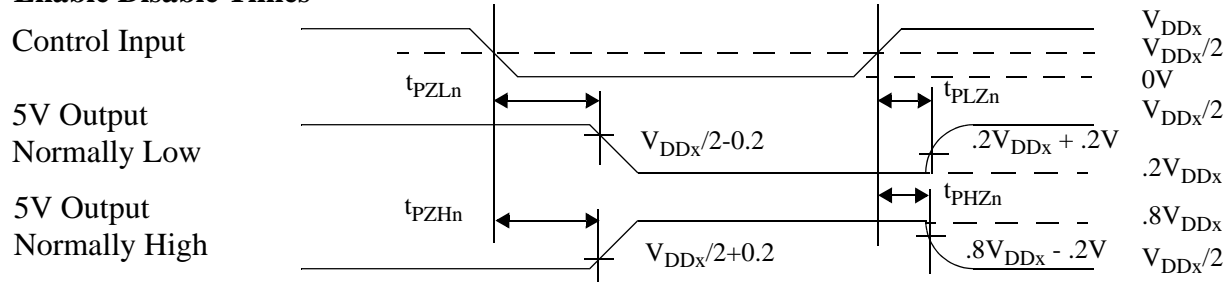 Enable Disable Times
Control Input
V_DDx
V_DDx/2
0V
t_PZLn
t_PLZn
V_DDx/2
5V Output
Normally Low
V_DDx/2-0.2
.2V_DDx + .2V
.2V_DDx
5V Output
Normally High
t_PZHn
t_PHZn
.8V_DDx
V_DDx/2+0.2
.8V_DDx - .2V
V_DDx/2